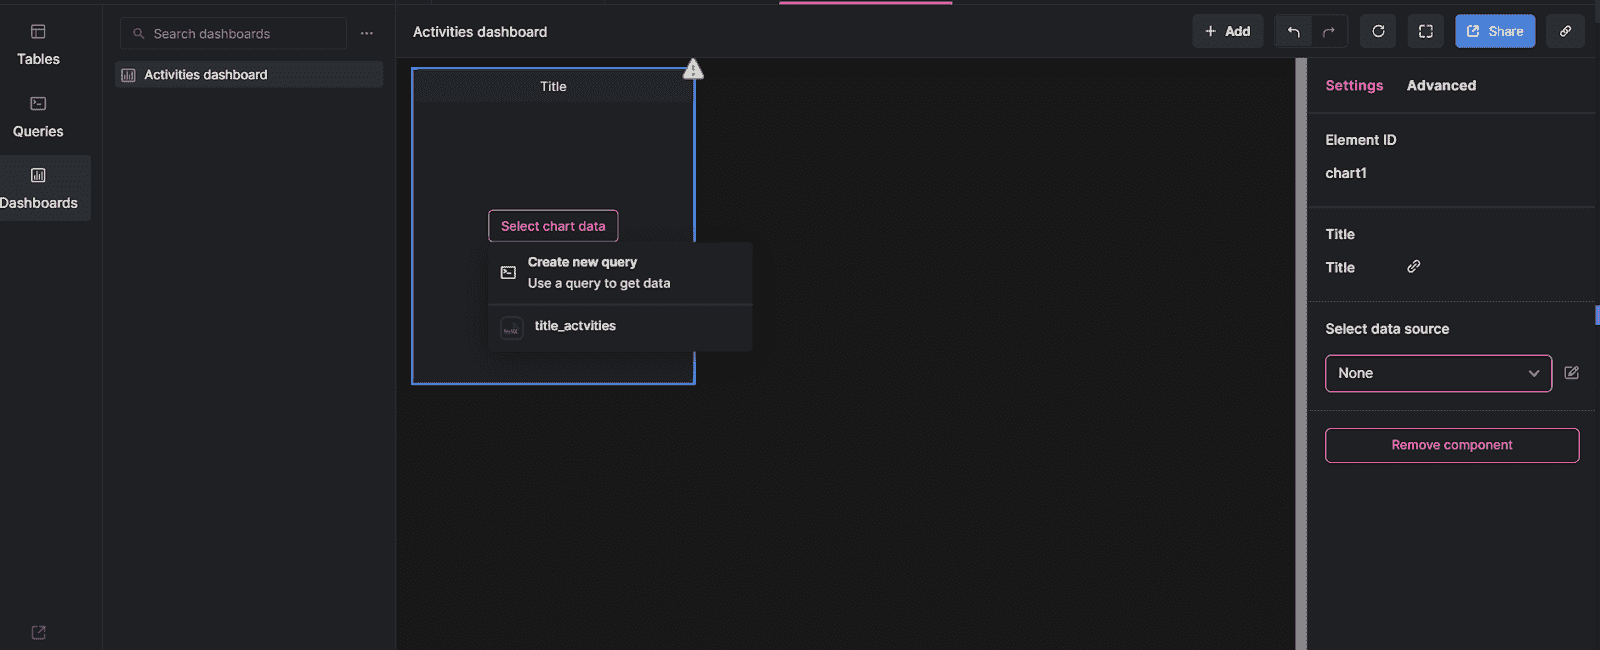 Tables
Queries
Dashboards
Search dashboards
Activities dashboard
Activities dashboard
Add
Share
Title
Select chart data
Create new query
Use a query to get data
title_actvities
Settings
Advanced
Element ID
chart1
Title
Title
Select data source
None
Remove component